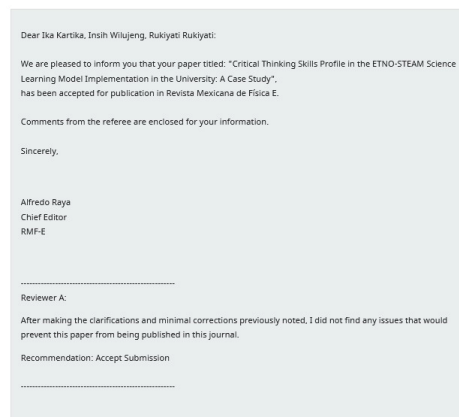 Dear Ika Kartika, Insih Wilujeng, Rukiyati Rukiyati:
We are pleased to inform you that your paper titled: "Critical Thinking Skills Profile in the ETNO-STEAM Science
Learning Model Implementation in the University: A Case Study",
has been accepted for publication in Revista Mexicana de Física E.
Comments from the referee are enclosed for your information.
Sincerely,
Alfredo Raya
Chief Editor
RMF-E
------------------------------------------------------
Reviewer A:
After making the clarifications and minimal corrections previously noted, I did not find any issues that would
prevent this paper from being published in this journal.
Recommendation: Accept Submission
------------------------------------------------------